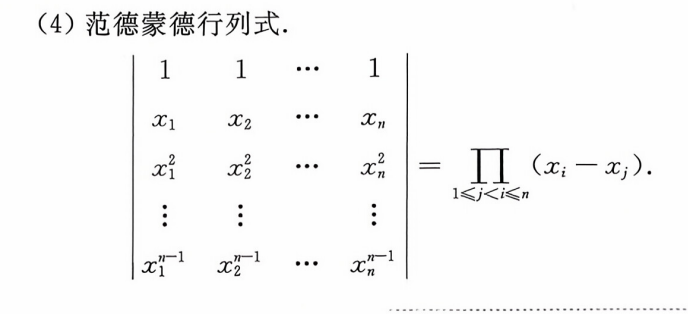 (4) 范德蒙德行列式.
| 1 1 ⋯ 1 |
| x₁ x₂ ⋯ xₙ |
| x₁² x₂² ⋯ xₙ² | = ∏ (xᵢ − xⱼ).
1≤j<i≤n
| ⋮ ⋮ ⋮ |
| x₁ⁿ⁻¹ x₂ⁿ⁻¹ ⋯ xₙⁿ⁻¹ |